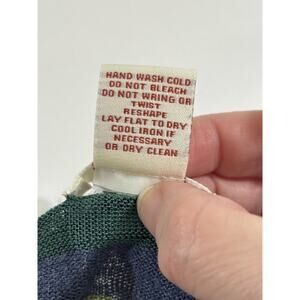 HAND WASH COLD
DO NOT BLEACH
DO NOT WRING OR
TWIST
RESHAPE
LAY FLAT TO DRY
COOL IRON IF
NECESSARY
OR DRY CLEAN